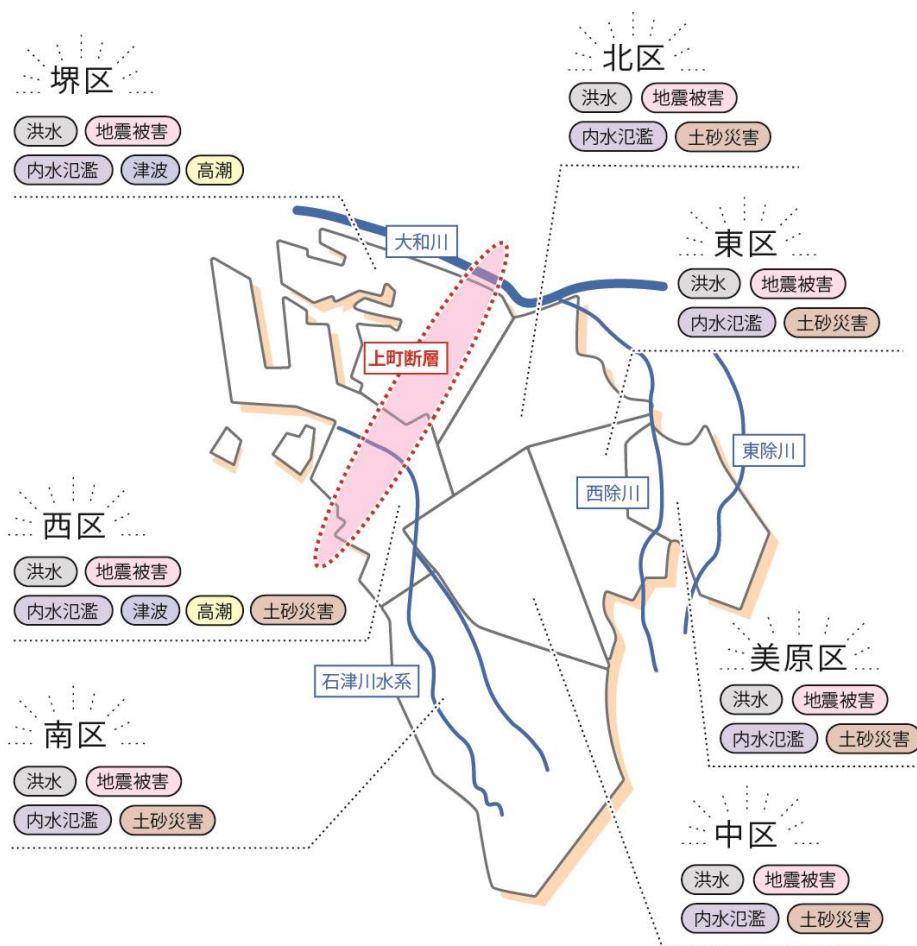 堺区
洪水 地震被害
内水氾濫 津波 高潮
北区
洪水 地震被害
内水氾濫 土砂災害
大和川
東区
洪水 地震被害
内水氾濫 土砂災害
上町断層
東除川
西除川
西区
洪水 地震被害
内水氾濫 津波 高潮 土砂災害
石津川水系
美原区
洪水 地震被害
内水氾濫 土砂災害
南区
洪水 地震被害
内水氾濫 土砂災害
中区
洪水 地震被害
内水氾濫 土砂災害